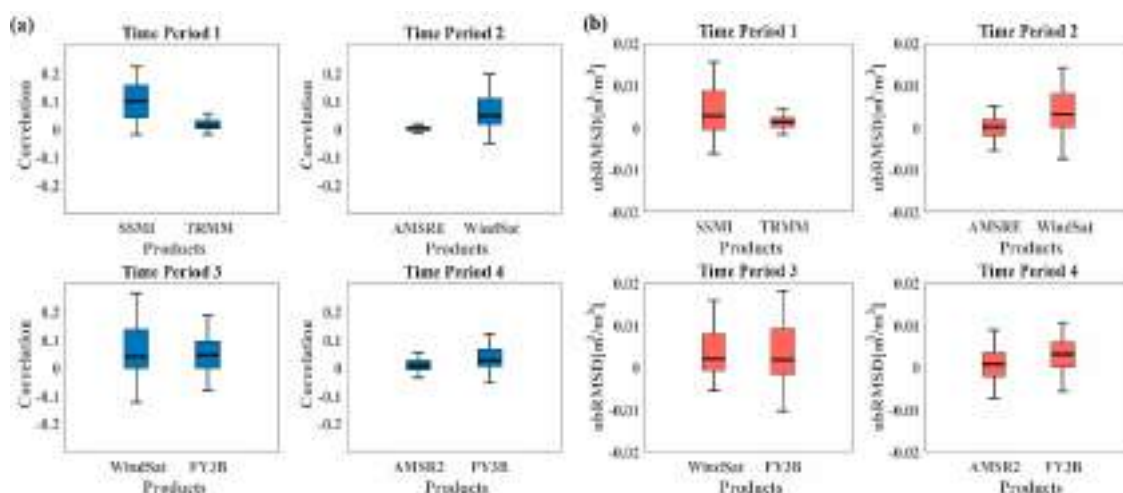 (a)
Time Period 1
Correlation
0.2
0.1
0
-0.1
-0.2
SSMI TRMM
Products
Time Period 2
Correlation
0.2
0.1
0
-0.1
-0.2
AMSRE WindSat
Products
Time Period 3
Correlation
0.2
0.1
0
-0.1
-0.2
WindSat FY3B
Products
Time Period 4
Correlation
0.2
0.1
0
-0.1
-0.2
AMSR2 FY3B
Products
(b)
Time Period 1
ubRMSD[m³/m³]
0.02
0.01
0
-0.01
-0.02
SSMI TRMM
Products
Time Period 2
ubRMSD[m³/m³]
0.02
0.01
0
-0.01
-0.02
AMSRE WindSat
Products
Time Period 3
ubRMSD[m³/m³]
0.02
0.01
0
-0.01
-0.02
WindSat FY3B
Products
Time Period 4
ubRMSD[m³/m³]
0.02
0.01
0
-0.01
-0.02
AMSR2 FY3B
Products